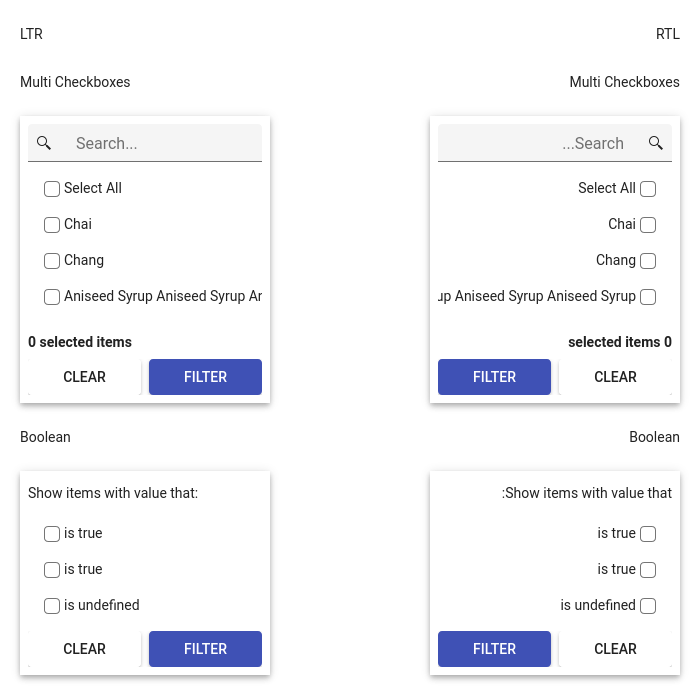 LTR
RTL
Multi Checkboxes
Multi Checkboxes
Search...
...Search
Select All
Chai
Chang
Aniseed Syrup Aniseed Syrup Ar
0 selected items
CLEAR FILTER
Select All
Chai
Chang
up Aniseed Syrup Aniseed Syrup
selected items 0
FILTER CLEAR
Boolean
Boolean
Show items with value that:
is true
is true
is undefined
CLEAR FILTER
:Show items with value that
is true
is true
is undefined
FILTER CLEAR